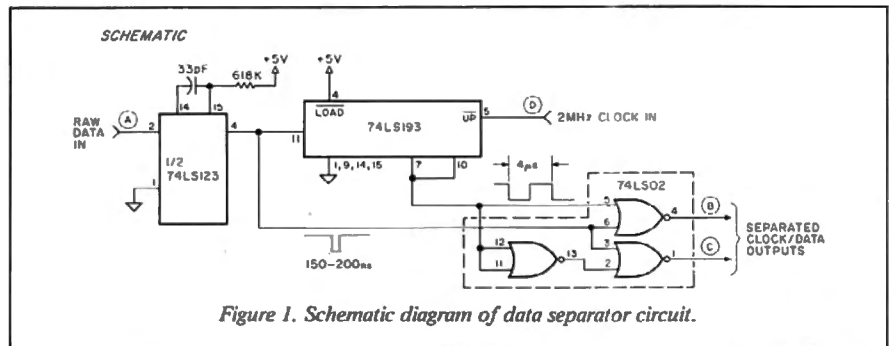 SCHEMATIC
33pF
618K
+5V
+5V
14
15
4
LOAD
UP
5
D
2MHz CLOCK IN
RAW
DATA
IN
A
2
4
11
74LS193
1/2
74LS123
1
1,9,14,15
7
10
4µs
74LS02
5
6
4
B
12
11
13
3
2
1
C
SEPARATED
CLOCK/DATA
OUTPUTS
150-200ns
Figure 1. Schematic diagram of data separator circuit.